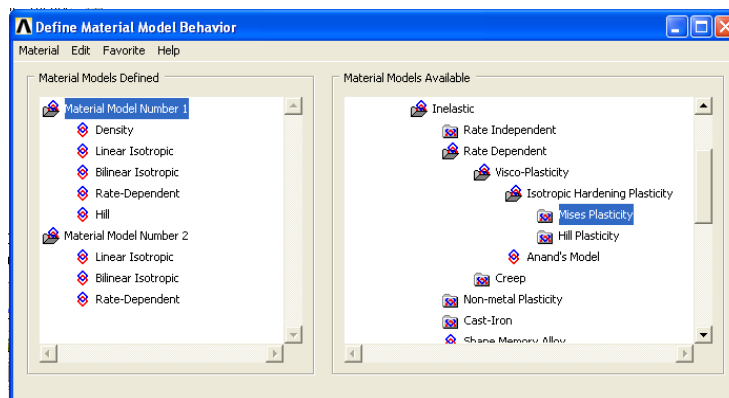 Define Material Model Behavior
Material Edit Favorite Help
Material Models Defined
Material Model Number 1
Density
Linear Isotropic
Bilinear Isotropic
Rate-Dependent
Hill
Material Model Number 2
Linear Isotropic
Bilinear Isotropic
Rate-Dependent
Material Models Available
Inelastic
Rate Independent
Rate Dependent
Visco-Plasticity
Isotropic Hardening Plasticity
Mises Plasticity
Hill Plasticity
Anand's Model
Creep
Non-metal Plasticity
Cast-Iron
Shape Memory Alloy